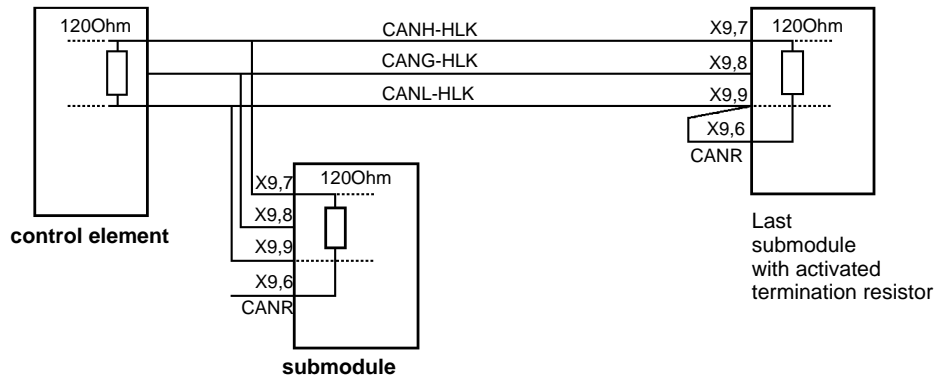 120Ohm
CANH-HLK
X9,7
120Ohm
CANG-HLK
X9,8
CANL-HLK
X9,9
X9,6
CANR
control element
X9,7
120Ohm
X9,8
X9,9
X9,6
CANR
submodule
Last
submodule
with activated
termination resistor